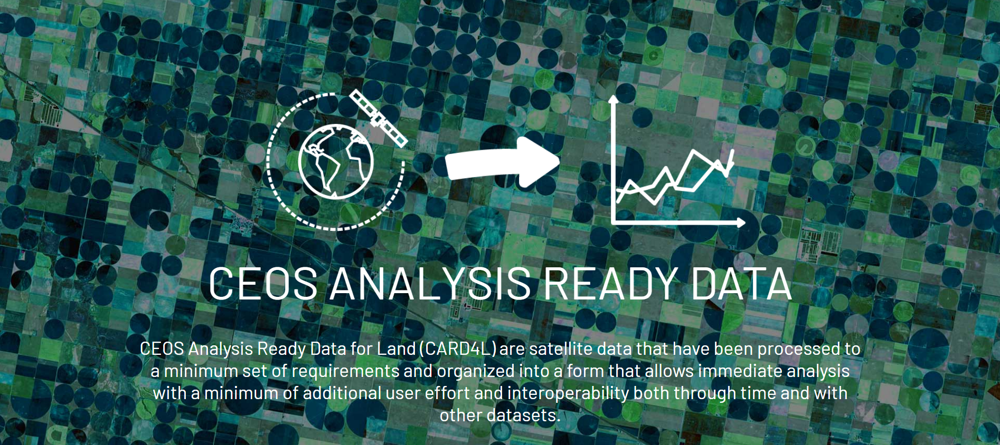 CEOS ANALYSIS READY DATA
CEOS Analysis Ready Data for Land (CARD4L) are satellite data that have been processed to
a minimum set of requirements and organized into a form that allows immediate analysis
with a minimum of additional user effort and interoperability both through time and with
other datasets.